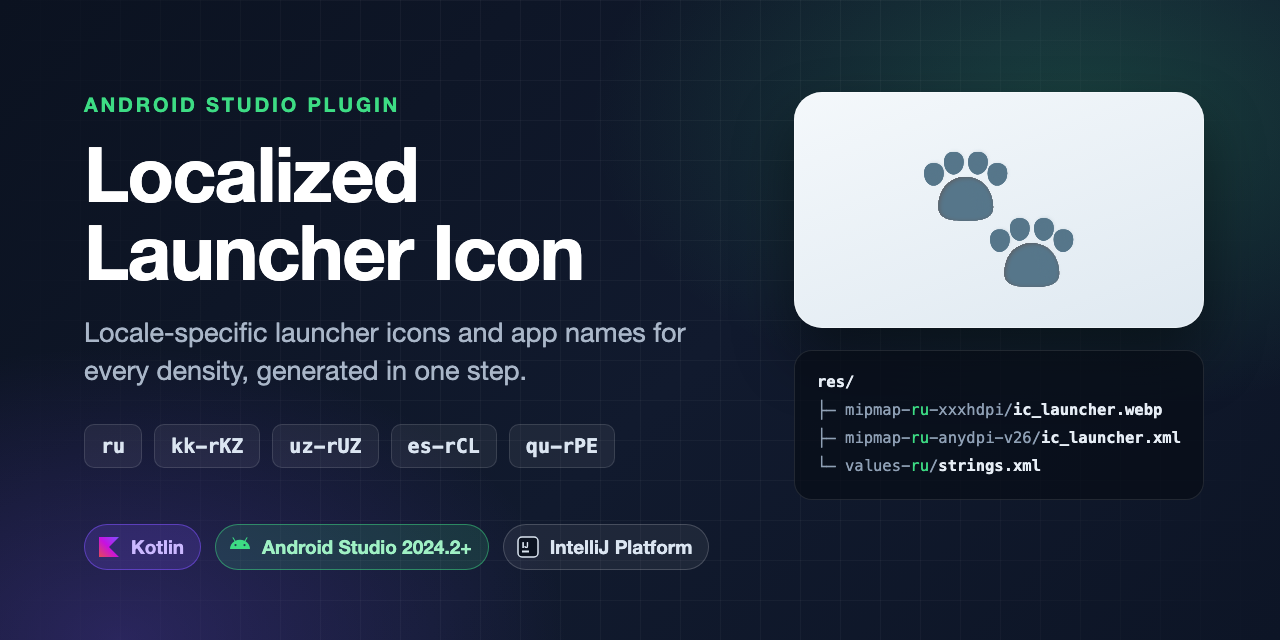 ANDROID STUDIO PLUGIN
Localized
Launcher Icon
Locale-specific launcher icons and app names for
every density, generated in one step.
ru kk-rKZ uz-rUZ es-rCL qu-rPE
Kotlin Android Studio 2024.2+ IJ IntelliJ Platform
res/
├─ mipmap-ru-xxxhdpi/ic_launcher.webp
├─ mipmap-ru-anydpi-v26/ic_launcher.xml
└─ values-ru/strings.xml